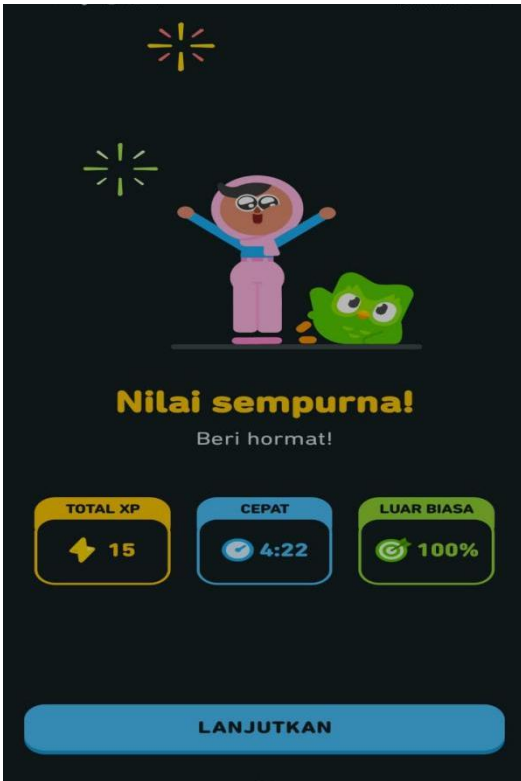 Nilai sempurna!
Beri hormat!
TOTAL XP
15
CEPAT
4:22
LUAR BIASA
100%
LANJUTKAN